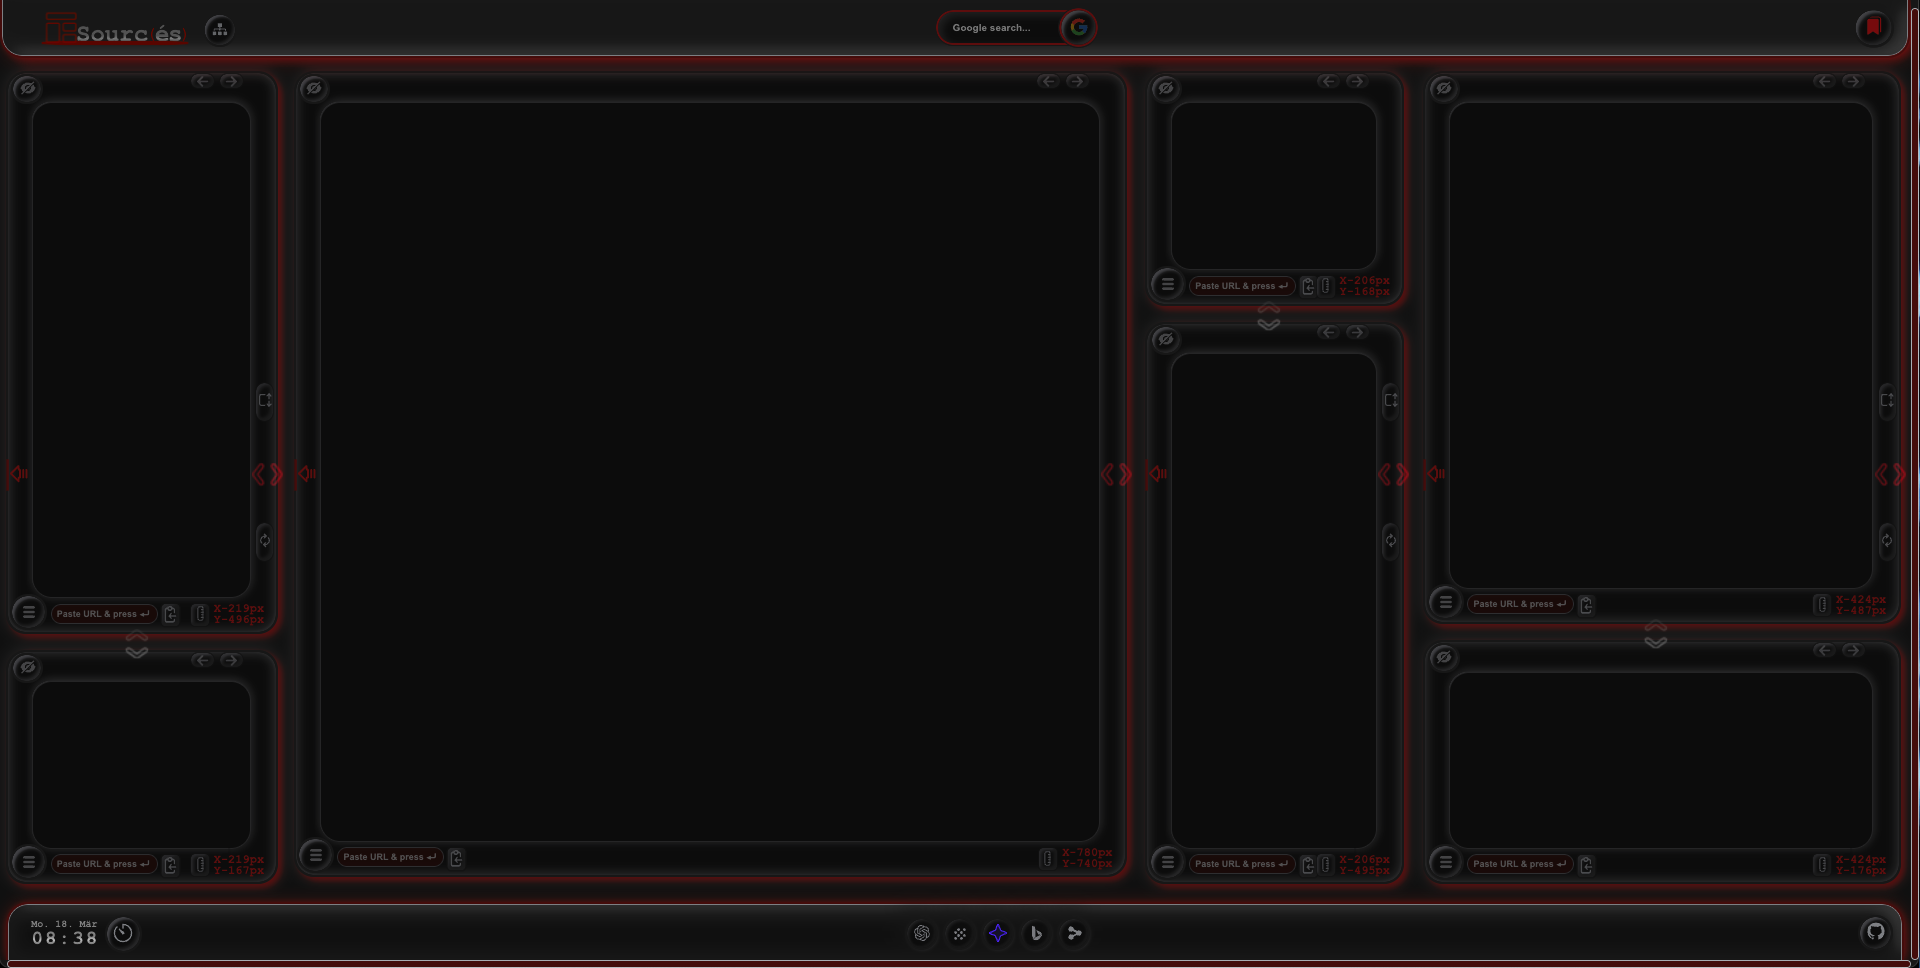 Sourcés
Google search...
Paste URL & press ↵
X-206px
Y-168px
Paste URL & press ↵
X-219px
Y-496px
Paste URL & press ↵
X-424px
Y-487px
Paste URL & press ↵
X-219px
Y-167px
Paste URL & press ↵
X-780px
Y-740px
Paste URL & press ↵
X-206px
Y-495px
Paste URL & press ↵
X-424px
Y-176px
Mo. 18. Mär
08:38